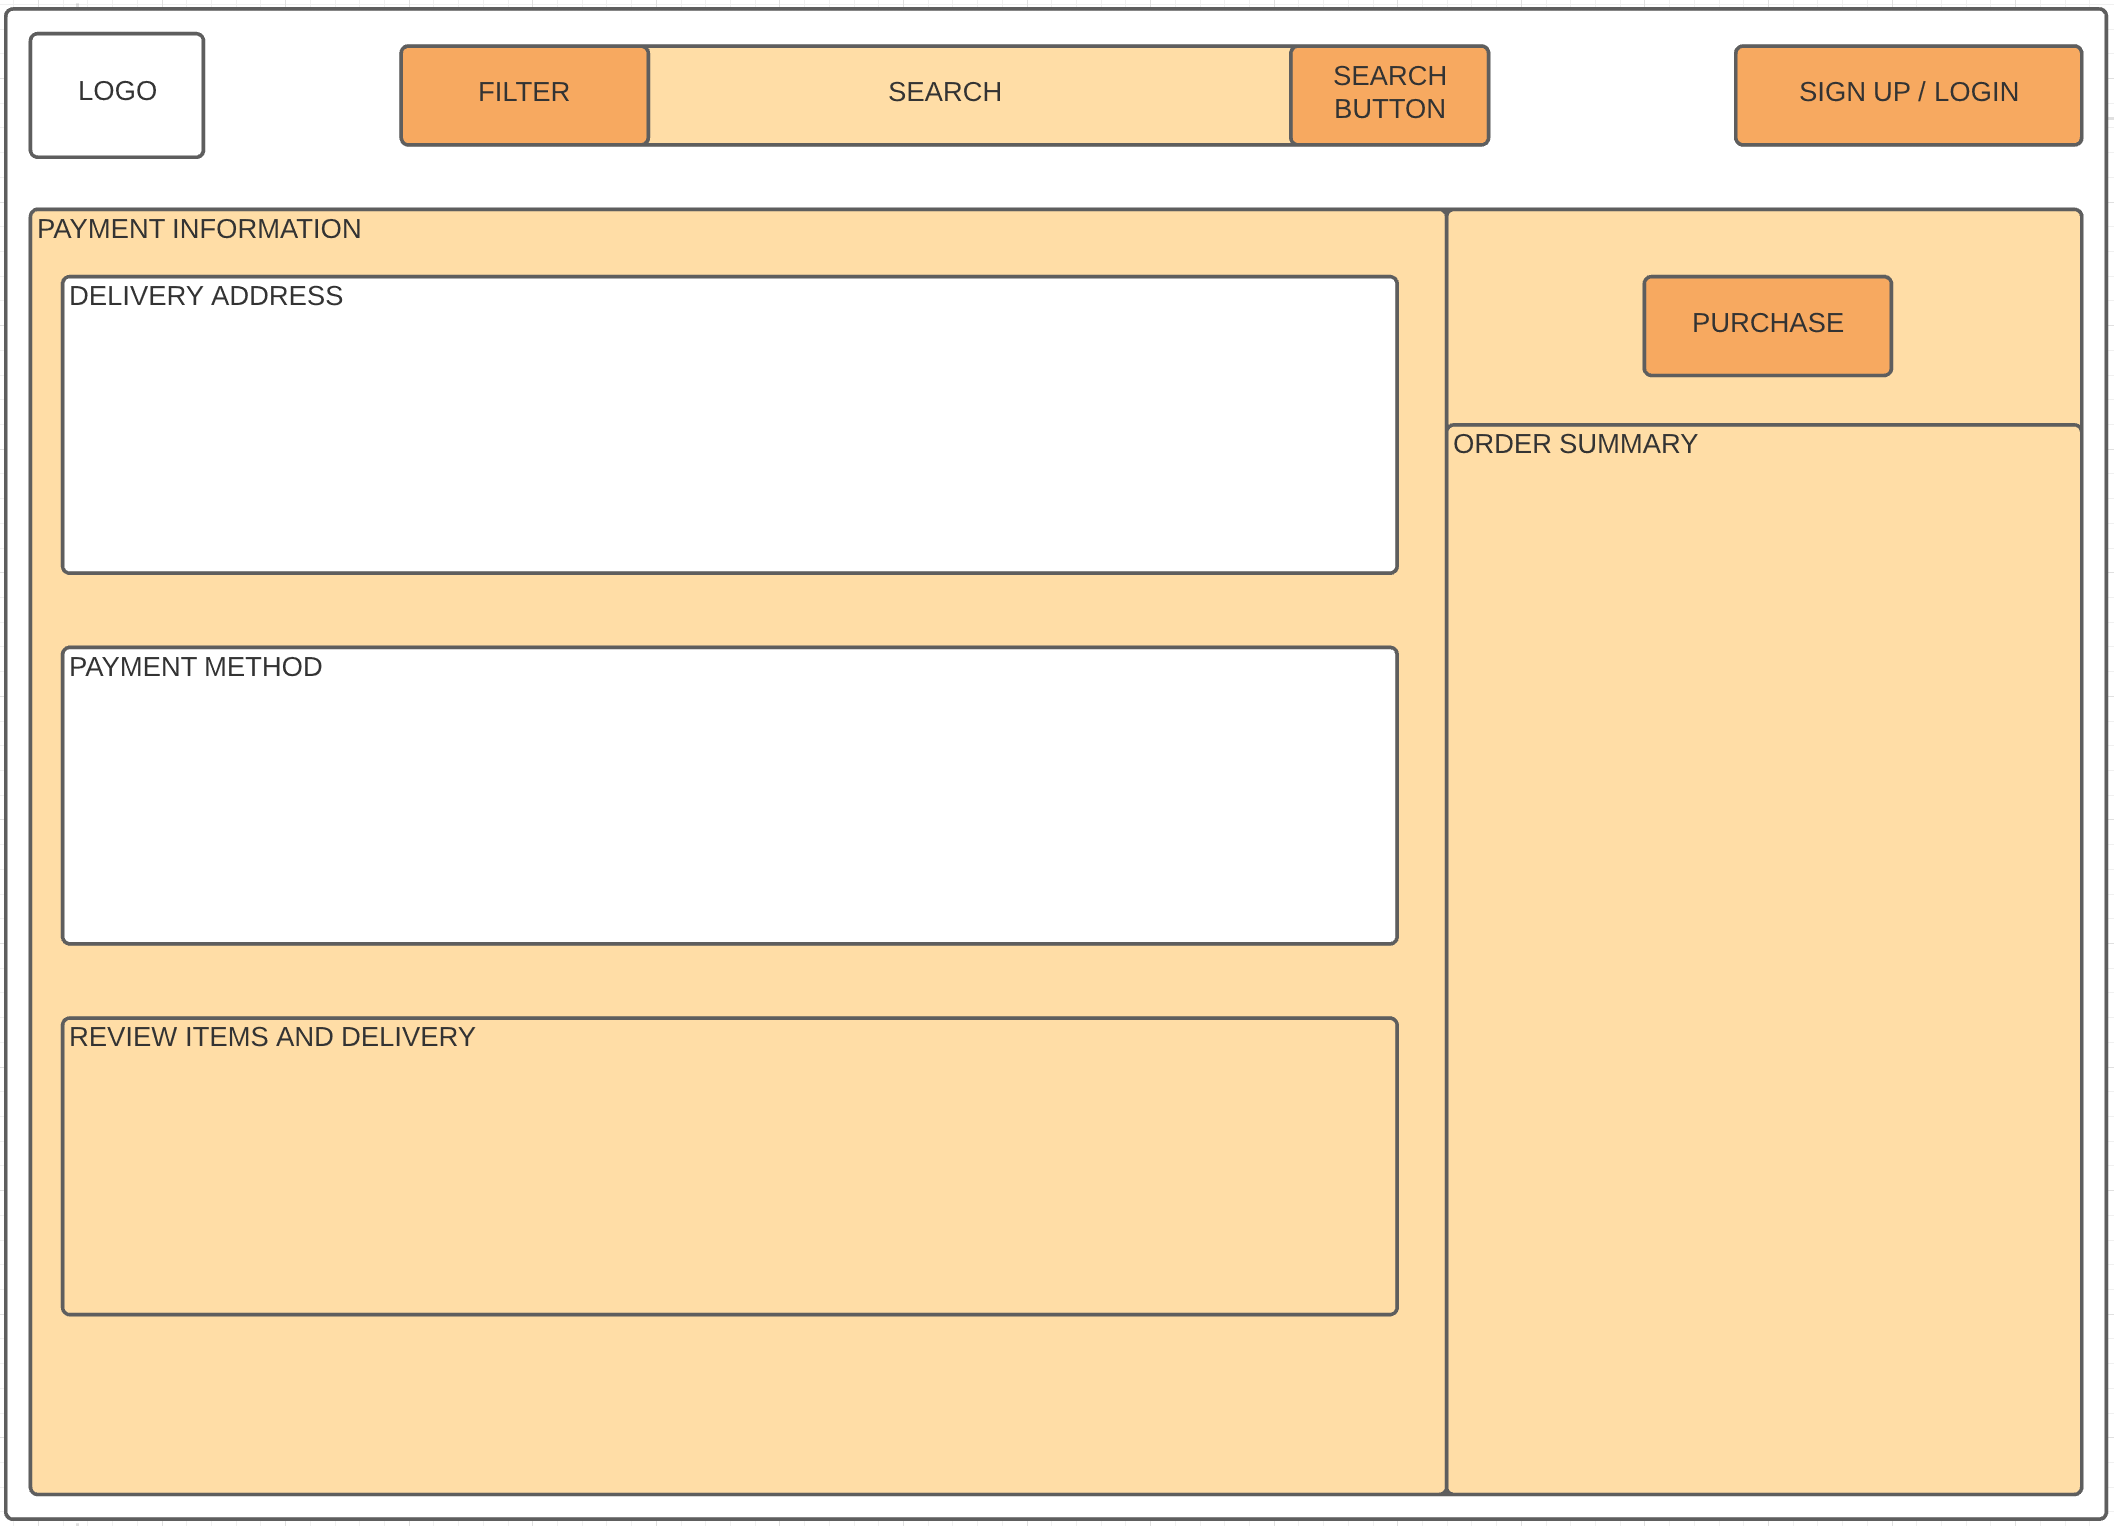 LOGO
FILTER
SEARCH
SEARCH
BUTTON
SIGN UP / LOGIN
PAYMENT INFORMATION
DELIVERY ADDRESS
PURCHASE
ORDER SUMMARY
PAYMENT METHOD
REVIEW ITEMS AND DELIVERY